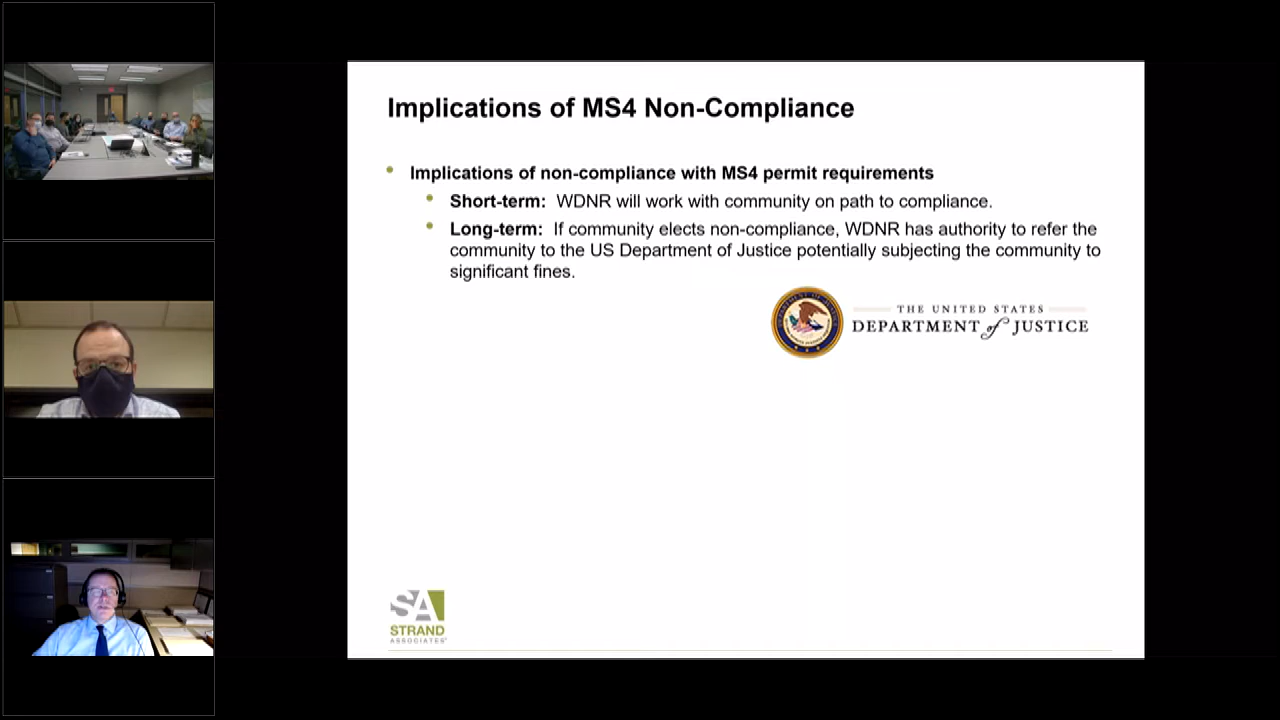 Implications of MS4 Non-Compliance
Implications of non-compliance with MS4 permit requirements
Short-term: WDNR will work with community on path to compliance.
Long-term: If community elects non-compliance, WDNR has authority to refer the
community to the US Department of Justice potentially subjecting the community to
significant fines.
THE UNITED STATES
DEPARTMENT of JUSTICE
SA
STRAND
ASSOCIATES®